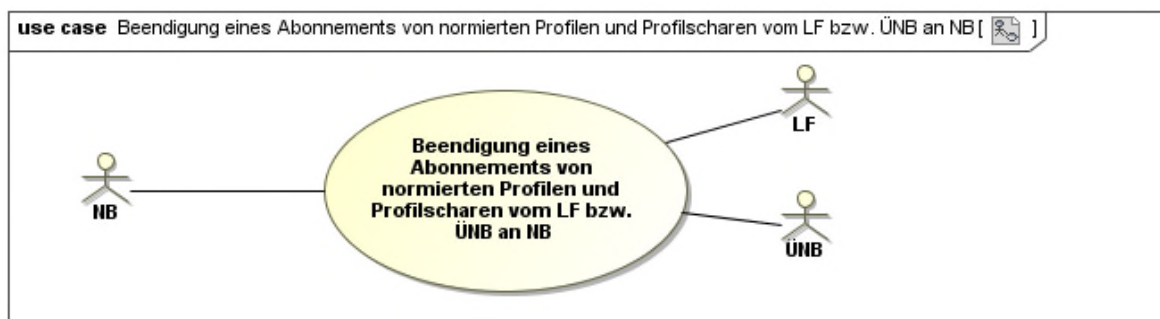 use case Beendigung eines Abonnements von normierten Profilen und Profilscharen vom LF bzw. ÜNB an NB [ ]
LF
Beendigung eines
Abonnements von
normierten Profilen und
Profilscharen vom LF bzw.
ÜNB an NB
NB
ÜNB